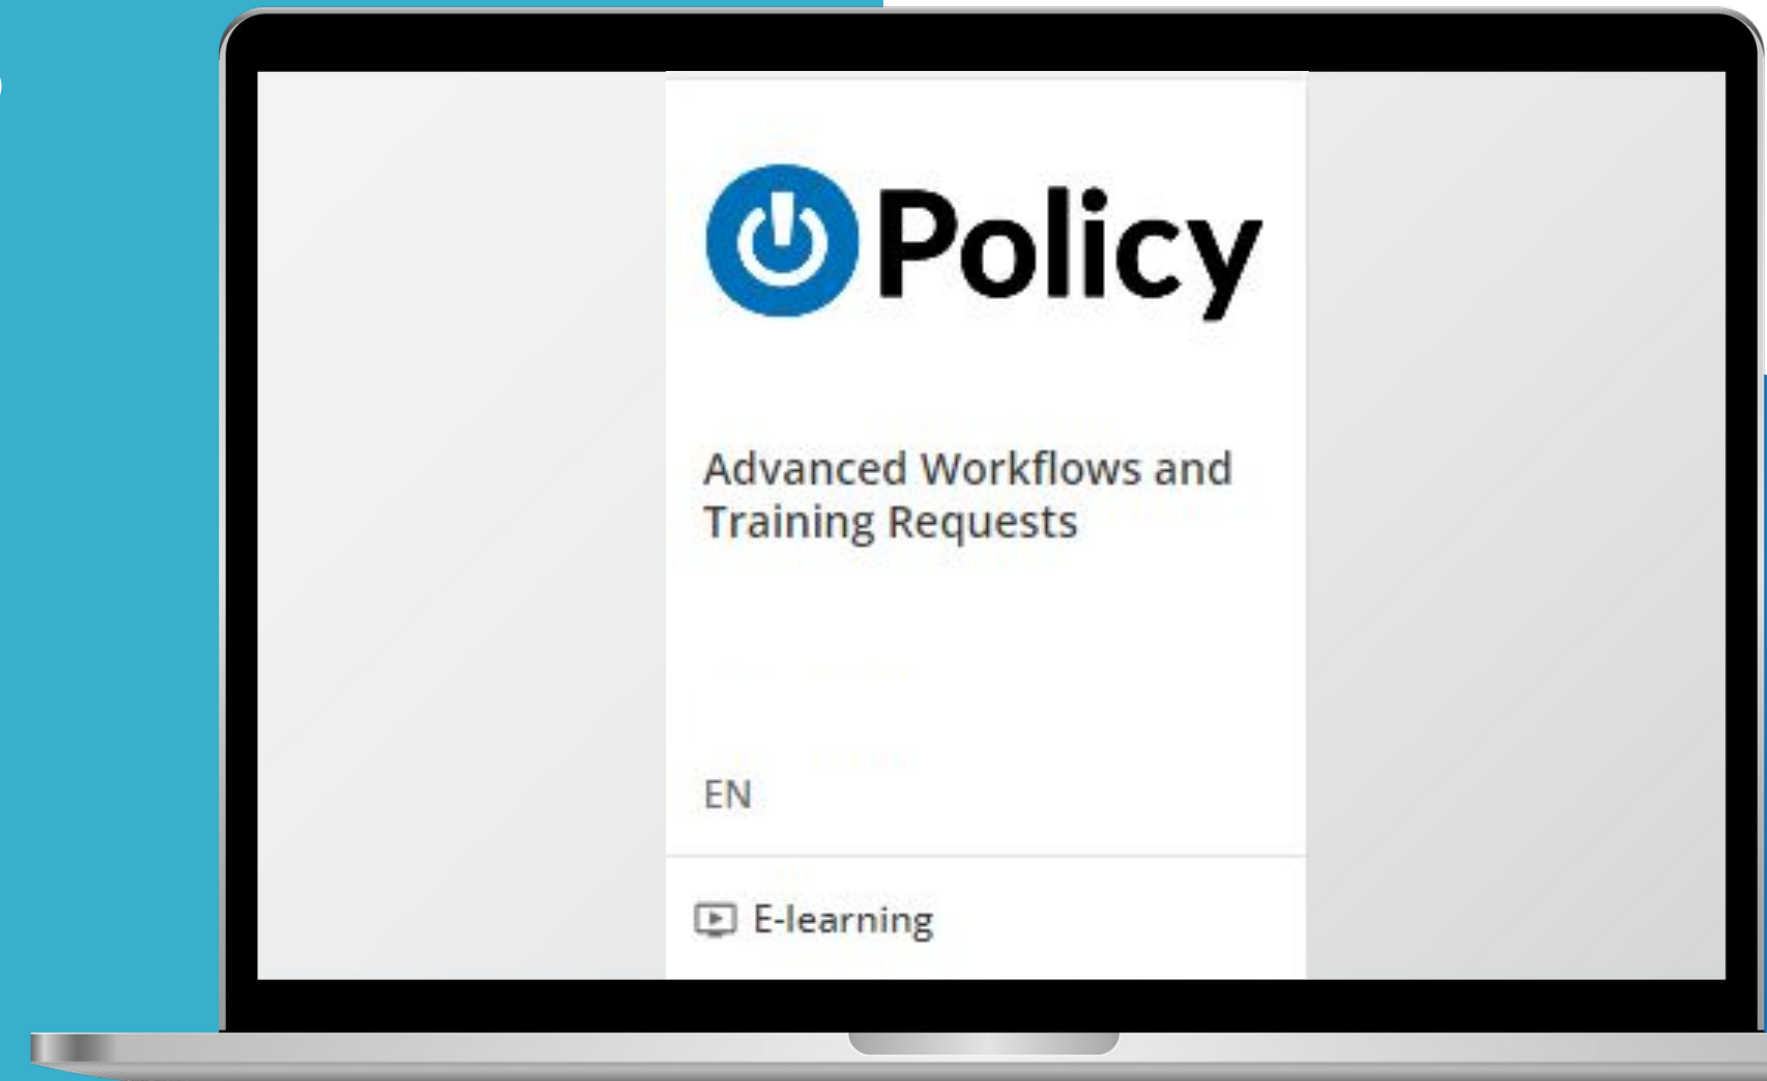 Policy
Advanced Workflows and
Training Requests
EN
E-learning